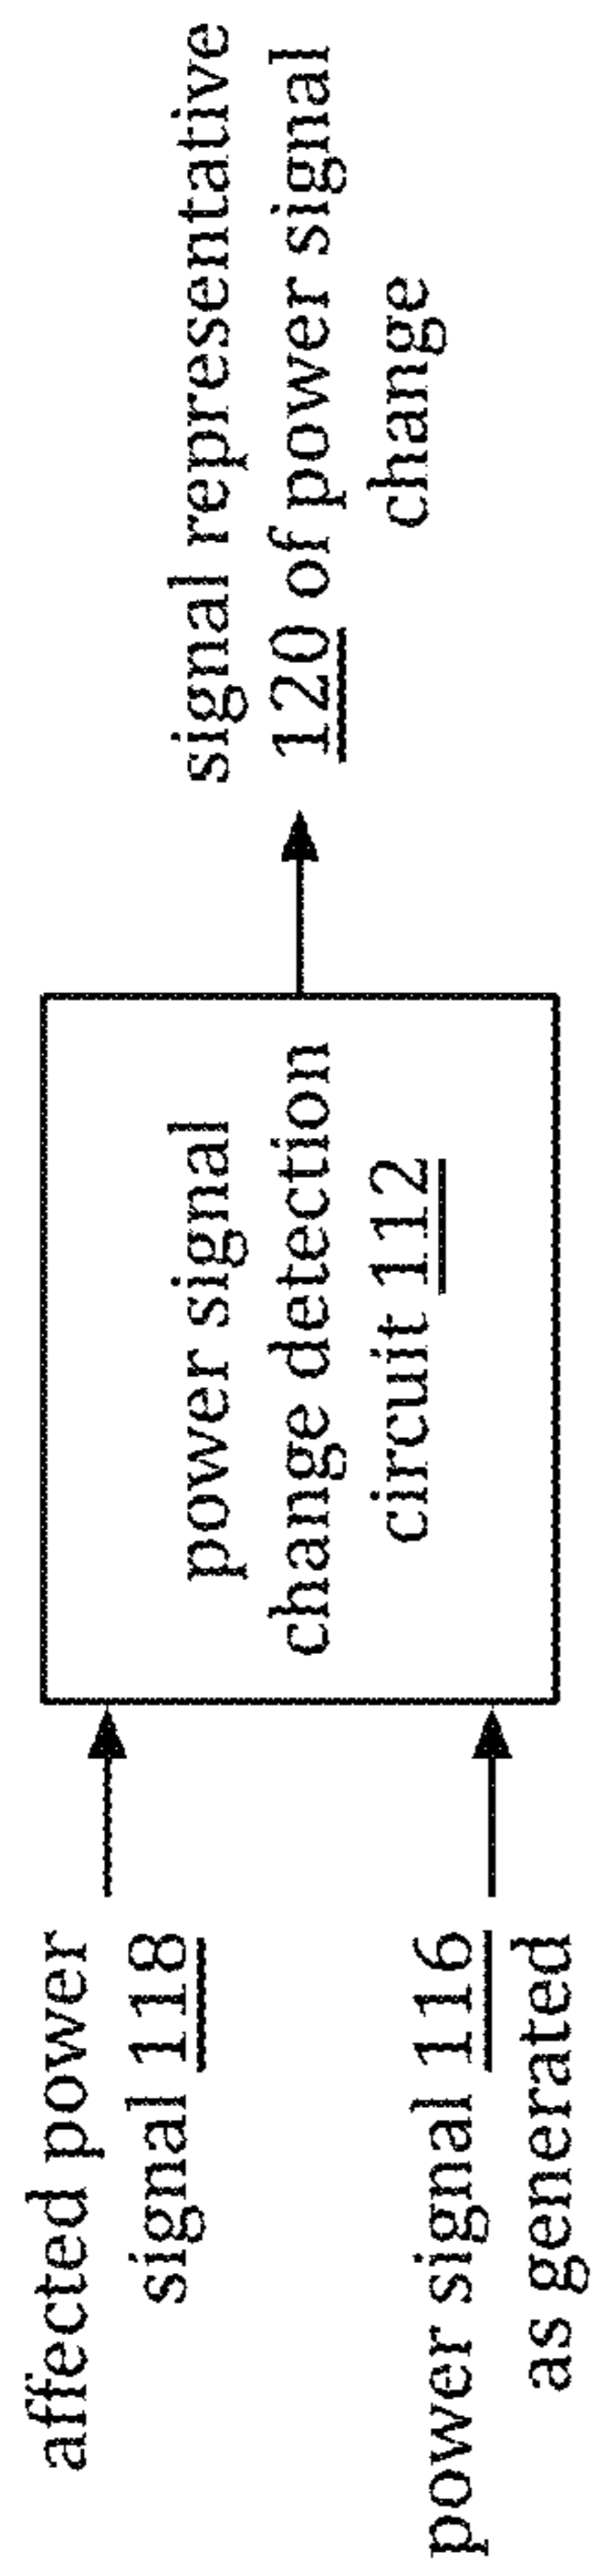 affected power
signal 118
power signal 116
as generated
power signal
change detection
circuit 112
signal representative
120 of power signal
change